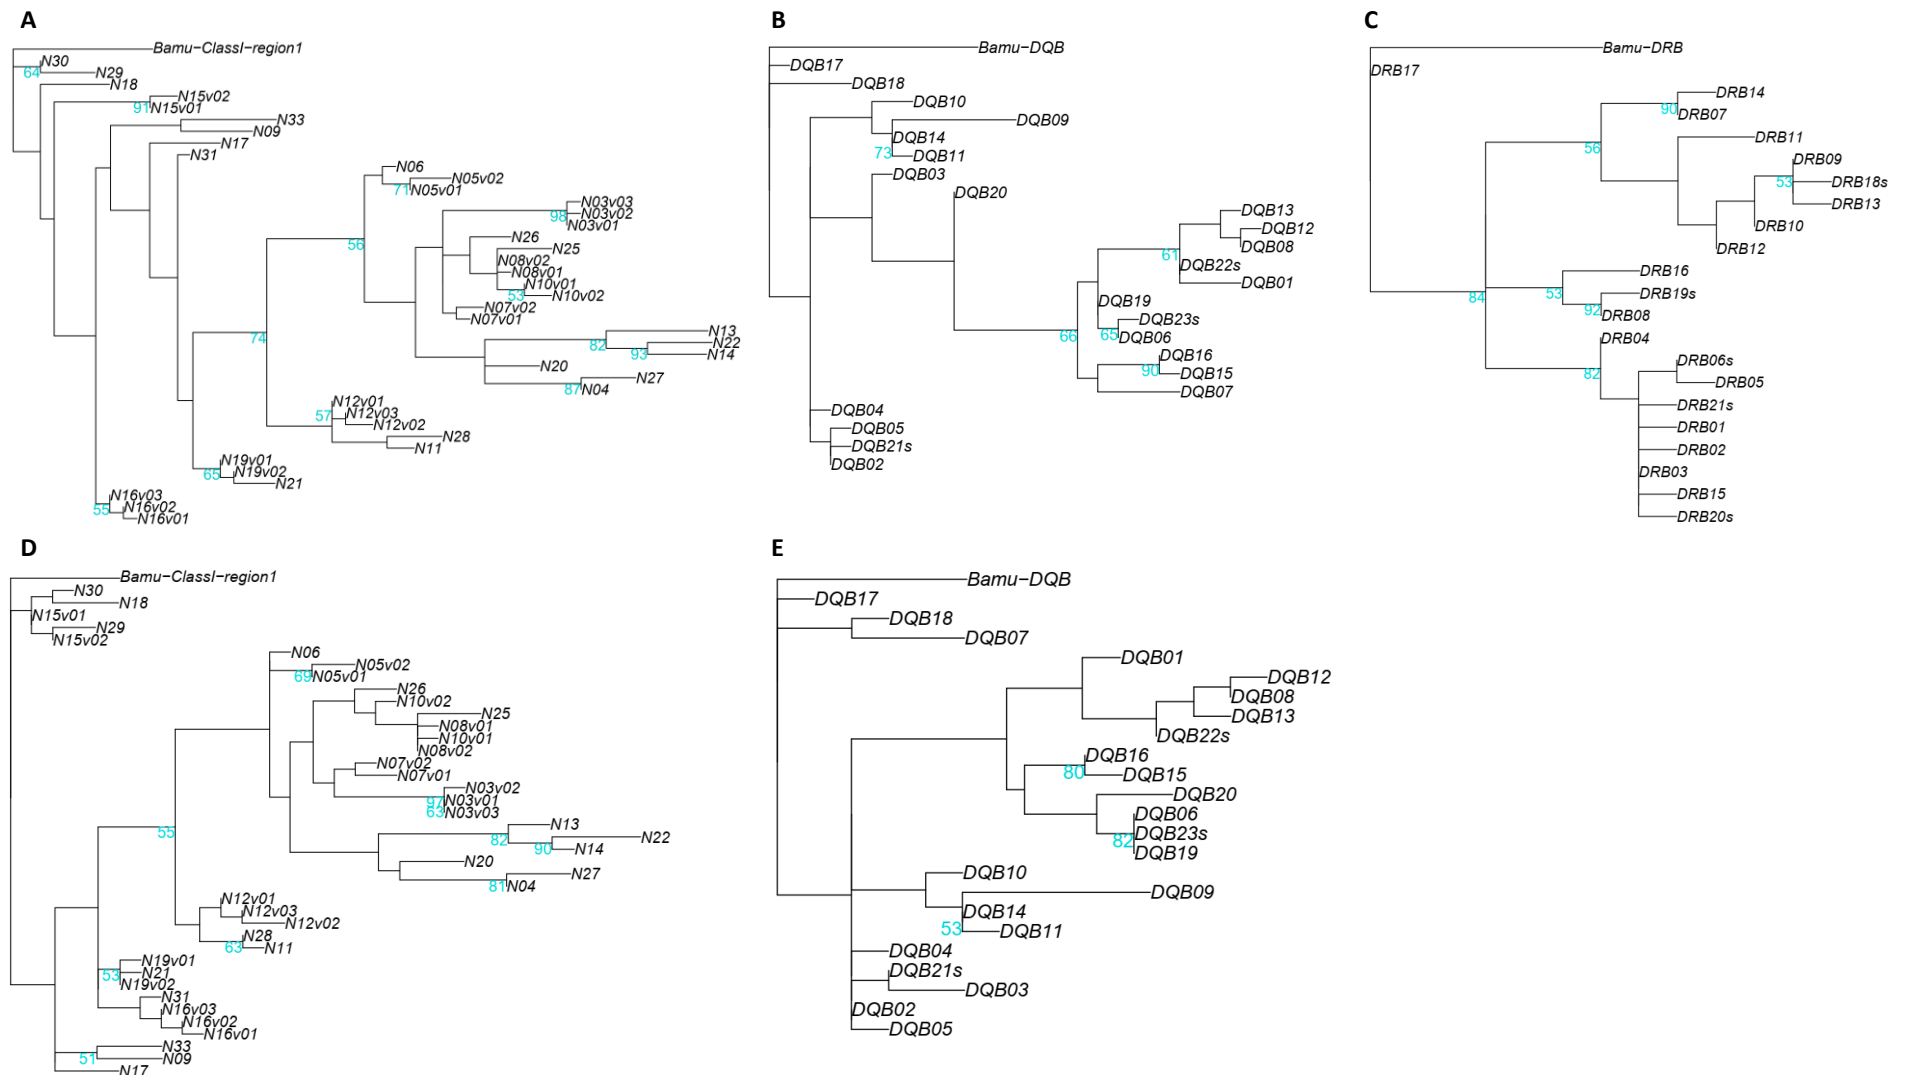 A
Bamu−ClassI−region1
N30
64
N29
N18
N15v02
91
N15v01
N33
N09
N17
N31
N06
N05v02
71
N05v01
N03v03
98
N03v02
N03v01
56
N26
N25
N08v02
N08v01
N10v01
53
N10v02
N07v02
N07v01
74
N13
82
N22
93
N14
N20
N27
87
N04
N12v01
57
N12v03
N12v02
N28
N11
N19v01
65
N19v02
N21
N16v03
55
N16v02
N16v01
B
Bamu−DQB
DQB17
DQB18
DQB10
DQB09
DQB14
73
DQB11
DQB03
DQB20
DQB13
DQB12
DQB08
61
DQB22s
DQB01
DQB19
66
65
DQB23s
DQB06
DQB16
90
DQB15
DQB07
DQB04
DQB05
DQB21s
DQB02
C
Bamu−DRB
DRB17
DRB14
90
DRB07
56
DRB11
DRB09
53
DRB18s
DRB13
DRB10
DRB12
84
DRB16
53
DRB19s
92
DRB08
DRB04
82
DRB06s
DRB05
DRB21s
DRB01
DRB02
DRB03
DRB15
DRB20s
D
Bamu−ClassI−region1
N30
N18
N15v01
N29
N15v02
N06
N05v02
69
N05v01
N26
N10v02
N25
N08v01
N10v01
N08v02
N07v02
N07v01
N03v02
97
N03v01
63
N03v03
55
N13
82
N22
90
N14
N20
N27
81
N04
N12v01
N12v03
N12v02
N28
63
N11
N19v01
53
N21
N19v02
N31
N16v03
N16v02
N16v01
N33
51
N09
N17
E
Bamu−DQB
DQB17
DQB18
DQB07
DQB01
DQB12
DQB08
DQB13
DQB22s
DQB16
80
DQB15
DQB20
DQB06
DQB23s
82
DQB19
DQB10
DQB09
DQB14
53
DQB11
DQB04
DQB21s
DQB03
DQB02
DQB05